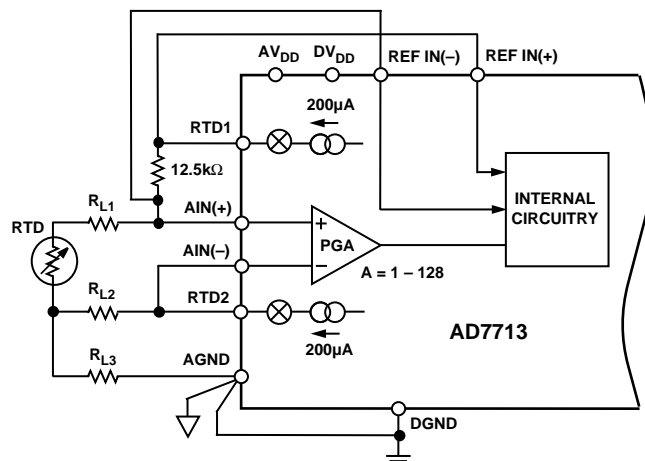 AVDD
DVDD
REF IN(–)
REF IN(+)
200µA
RTD1
12.5kΩ
RL1
AIN(+)
RTD
INTERNAL
CIRCUITRY
+
PGA
–
AIN(–)
A = 1 – 128
RL2
RTD2
200µA
AD7713
RL3
AGND
DGND